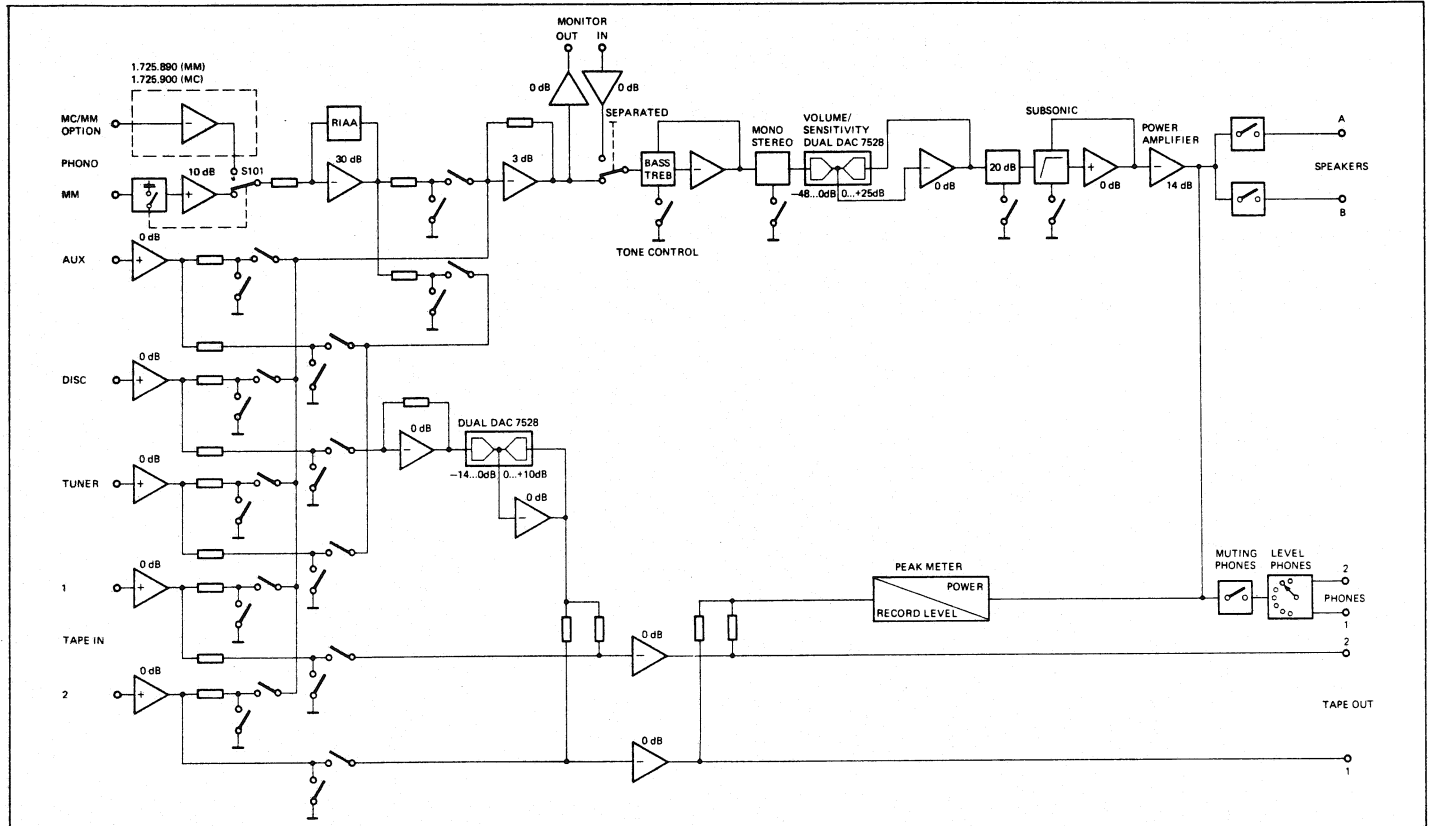 MONITOR
OUT IN
0 dB
0 dB
1.725.890 (MM)
1.725.900 (MC)
MC/MM
OPTION
PHONO
MM
10 dB
S101
RIAA
30 dB
3 dB
SEPARATED
BASS
TREB
TONE CONTROL
MONO
STEREO
VOLUME/
SENSITIVITY
DUAL DAC 7528
−48...0dB 0...+25dB
0 dB
20 dB
SUBSONIC
0 dB
POWER
AMPLIFIER
14 dB
A
SPEAKERS
B
AUX
0 dB
DISC
0 dB
TUNER
0 dB
0 dB
DUAL DAC 7528
−14...0dB 0...+10dB
0 dB
1
0 dB
TAPE IN
2
0 dB
PEAK METER
POWER
RECORD LEVEL
MUTING
PHONES
LEVEL
PHONES
2
PHONES
1
0 dB
2
TAPE OUT
0 dB
1